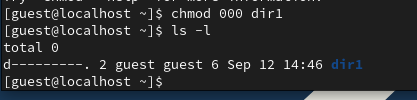 [guest@localhost ~]$ chmod 000 dir1
[guest@localhost ~]$ ls -l
total 0
d---------. 2 guest guest 6 Sep 12 14:46 dir1
[guest@localhost ~]$